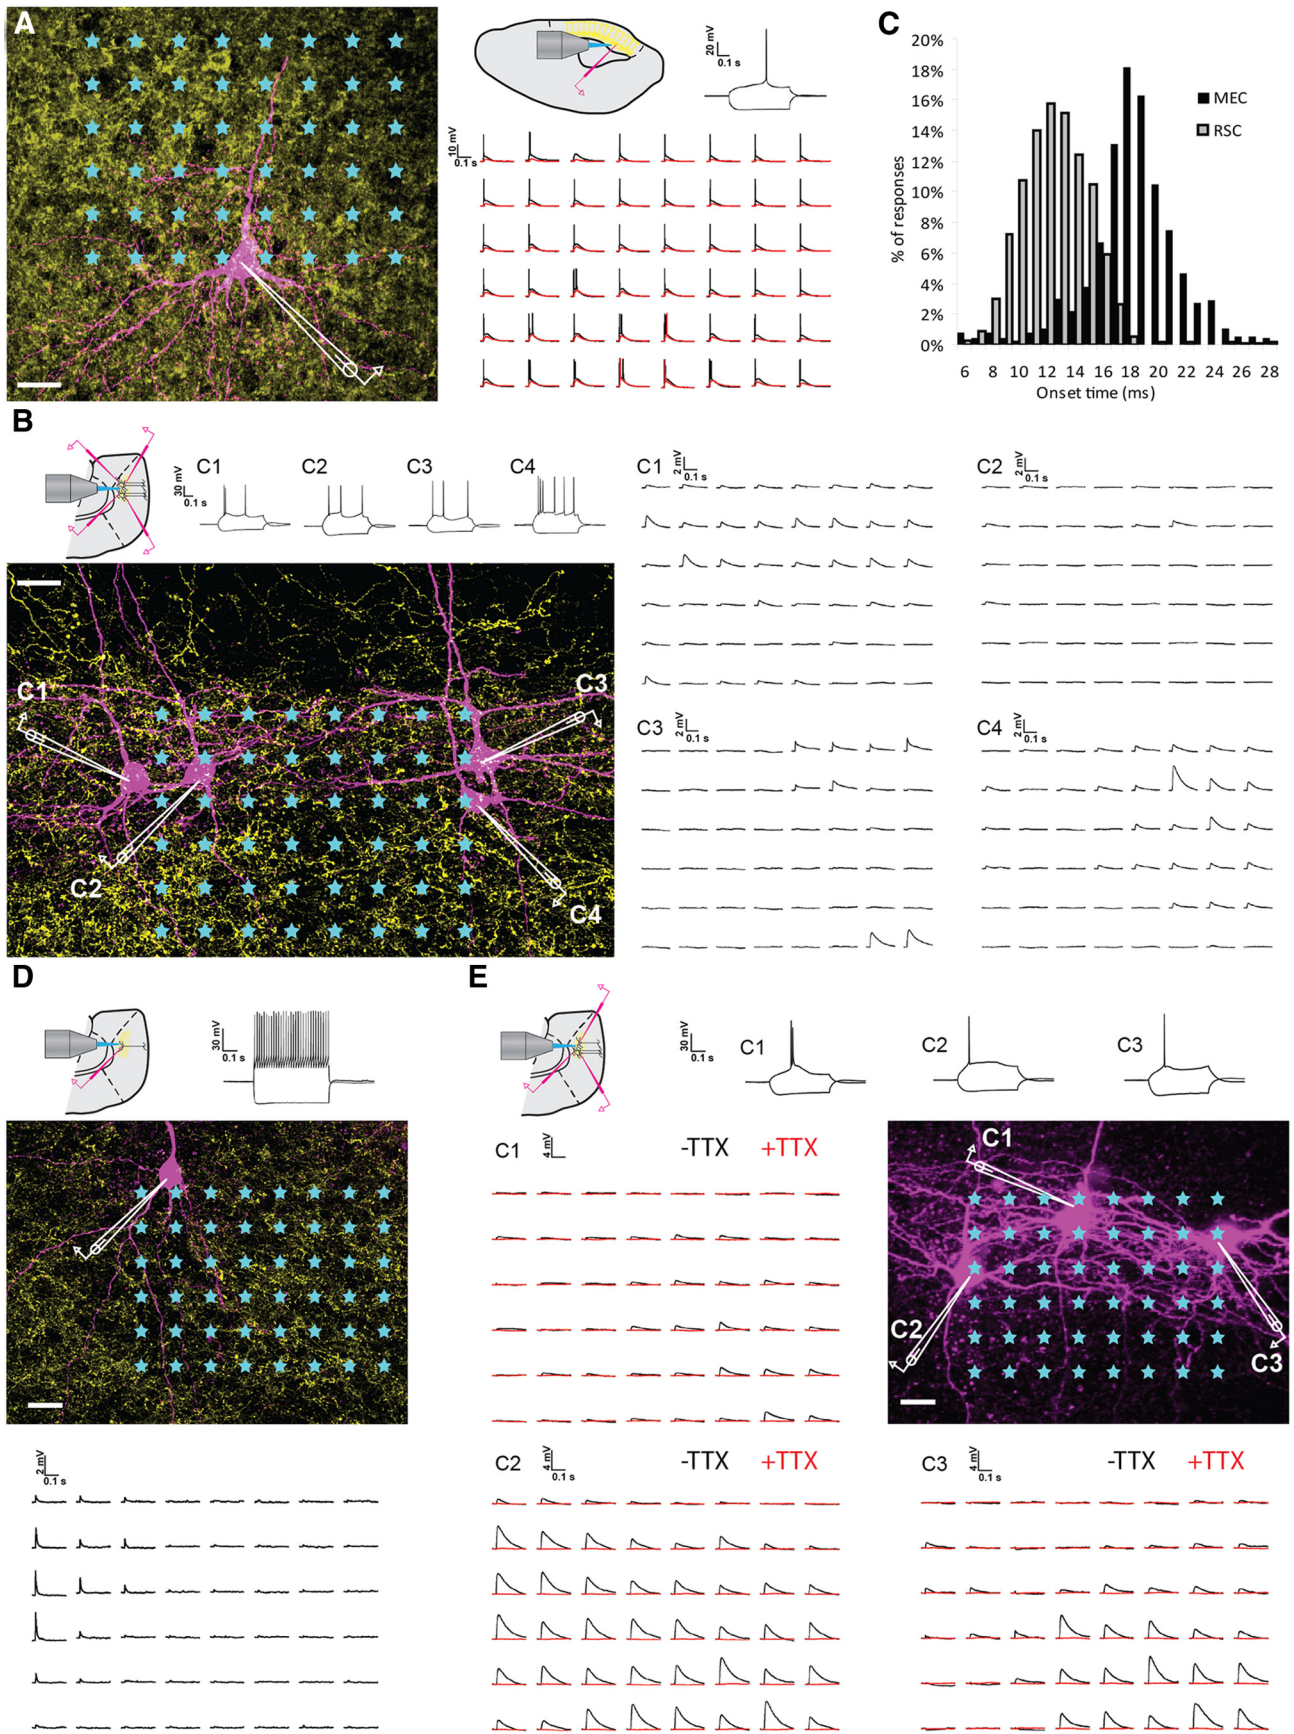 A
20 mV
0.1 s
10 mV
0.1 s
C
20%
18%
16%
14%
12%
10%
8%
6%
4%
2%
0%
% of responses
MEC
RSC
6 8 10 12 14 16 18 20 22 24 26 28
Onset time (ms)
B
30 mV
0.1 s
C1
C2
C3
C4
C1
C2
C3
C4
C1
2 mV
0.1 s
C2
2 mV
0.1 s
C3
2 mV
0.1 s
C4
2 mV
0.1 s
D
30 mV
0.1 s
2 mV
0.1 s
E
30 mV
0.1 s
C1
C2
C3
C1
4 mV
-TTX
+TTX
C1
C2
C3
C2
4 mV
0.1 s
-TTX
+TTX
C3
4 mV
0.1 s
-TTX
+TTX